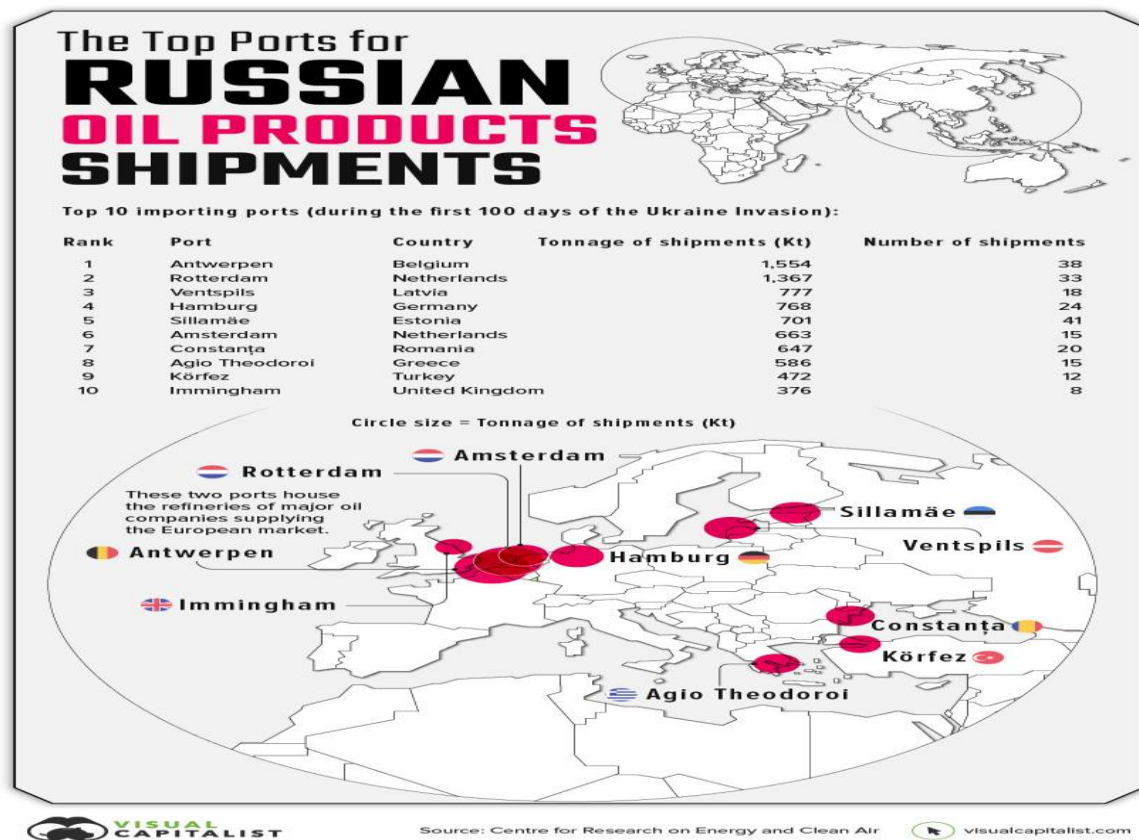 The Top Ports for
RUSSIAN
OIL PRODUCTS
SHIPMENTS
Top 10 importing ports (during the first 100 days of the Ukraine Invasion):
Rank Port Country Tonnage of shipments (Kt) Number of shipments
1 Antwerpen Belgium 1,554 38
2 Rotterdam Netherlands 1,367 33
3 Ventspils Latvia 777 18
4 Hamburg Germany 768 24
5 Sillamäe Estonia 701 41
6 Amsterdam Netherlands 663 15
7 Constanța Romania 647 20
8 Agio Theodoroi Greece 586 15
9 Körfez Turkey 472 12
10 Immingham United Kingdom 376 8
Circle size = Tonnage of shipments (Kt)
Amsterdam
Rotterdam
These two ports house
the refineries of major oil
companies supplying
the European market.
Sillamäe
Ventspils
Antwerpen
Hamburg
Immingham
Constanța
Körfez
Agio Theodoroi
VISUAL
CAPITALIST
Source: Centre for Research on Energy and Clean Air
visualcapitalist.com